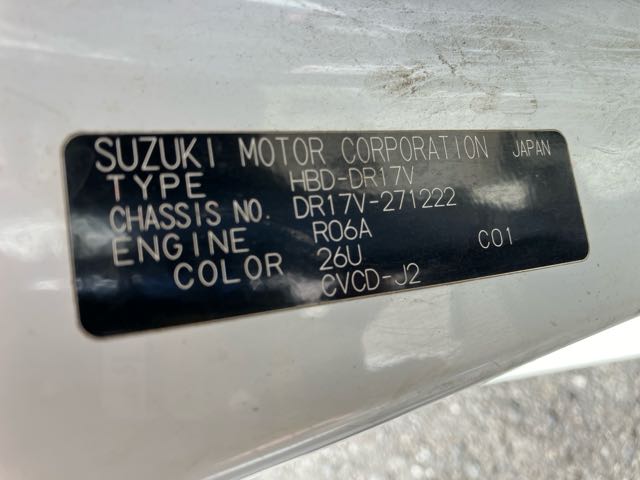 SUZUKI MOTOR CORPORATION JAPAN
TYPE HBD-DR17V
CHASSIS NO. DR17V-271222
ENGINE R06A
COLOR 26U C01
CVCD-J2